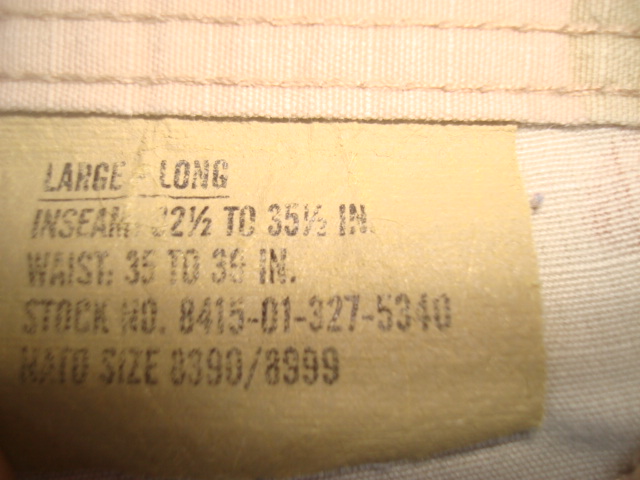 LARGE - LONG
INSEAM: 32½ TO 35½ IN.
WAIST: 35 TO 39 IN.
STOCK NO. 8415-01-327-5340
NATO SIZE 8390/8999